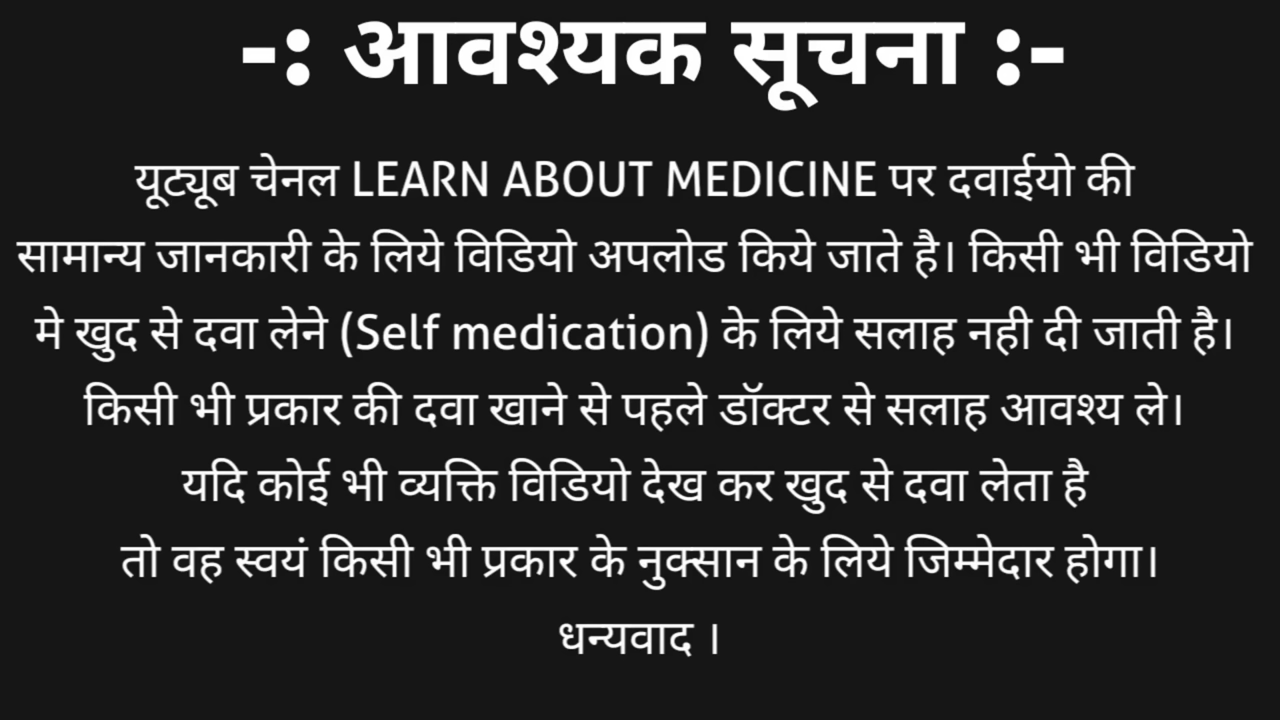 -: आवश्यक सूचना :-
यूट्यूब चेनल LEARN ABOUT MEDICINE पर दवाईयो की
सामान्य जानकारी के लिये विडियो अपलोड किये जाते है। किसी भी विडियो
मे खुद से दवा लेने (Self medication) के लिये सलाह नही दी जाती है।
किसी भी प्रकार की दवा खाने से पहले डॉक्टर से सलाह आवश्य ले।
यदि कोई भी व्यक्ति विडियो देख कर खुद से दवा लेता है
तो वह स्वयं किसी भी प्रकार के नुक्सान के लिये जिम्मेदार होगा।
धन्यवाद ।